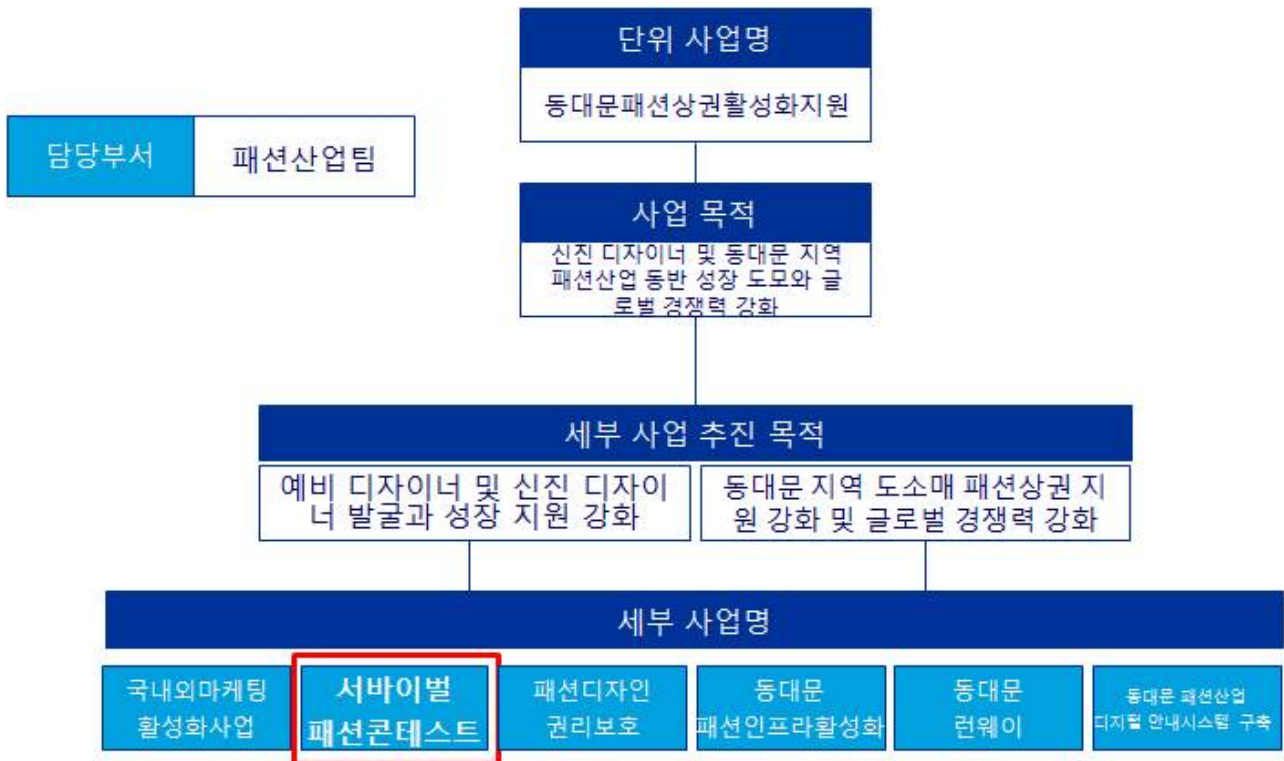 단위 사업명
동대문패션상권활성화지원
담당부서
패션산업팀
사업 목적
신진 디자이너 및 동대문 지역
패션산업 동반 성장 도모와 글
로벌 경쟁력 강화
세부 사업 추진 목적
예비 디자이너 및 신진 디자이
너 발굴과 성장 지원 강화
동대문 지역 도소매 패션상권 지
원 강화 및 글로벌 경쟁력 강화
세부 사업명
국내외마케팅
활성화사업
서바이벌
패션콘테스트
패션디자인
권리보호
동대문
패션인프라활성화
동대문
런웨이
동대문 패션산업
디지털 안내시스템 구축